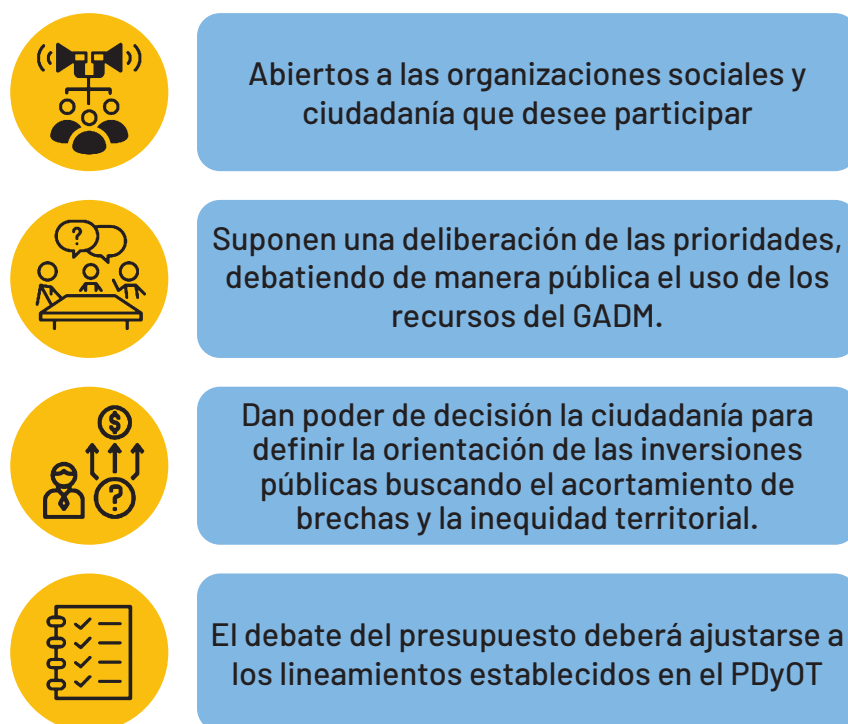 Abiertos a las organizaciones sociales y
ciudadanía que desee participar
?
Suponen una deliberación de las prioridades,
debatiendo de manera pública el uso de los
recursos del GADM.
$
?
Dan poder de decisión la ciudadanía para
definir la orientación de las inversiones
públicas buscando el acortamiento de
brechas y la inequidad territorial.
El debate del presupuesto deberá ajustarse a
los lineamientos establecidos en el PDyOT